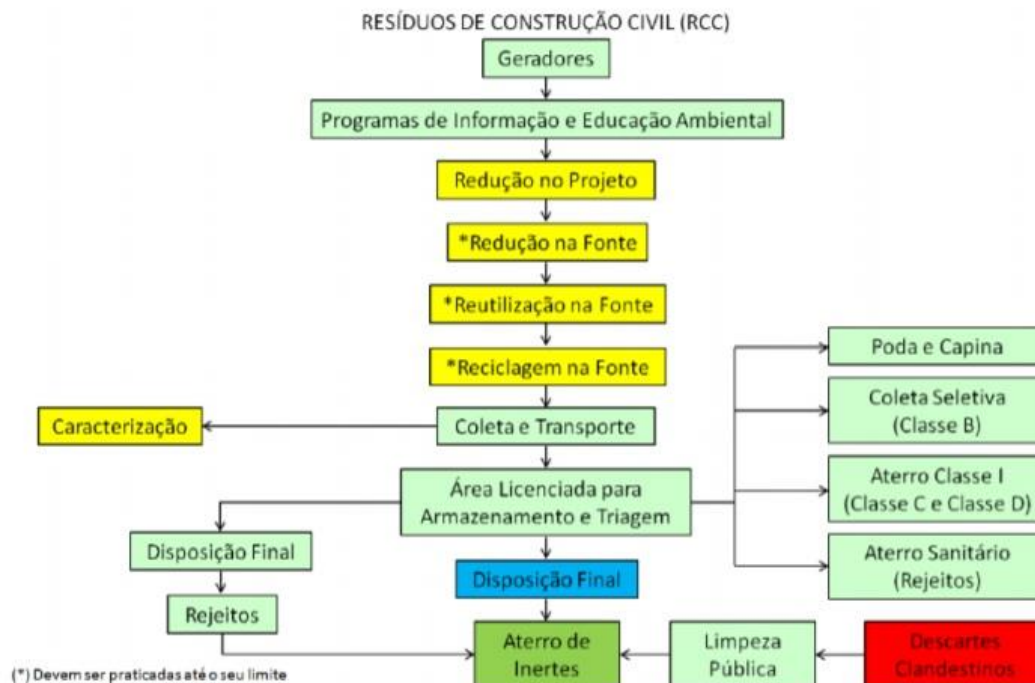 RESÍDUOS DE CONSTRUÇÃO CIVIL (RCC)
Geradores
Programas de Informação e Educação Ambiental
Redução no Projeto
*Redução na Fonte
*Reutilização na Fonte
*Reciclagem na Fonte
Caracterização
Coleta e Transporte
Área Licenciada para
Armazenamento e Triagem
Poda e Capina
Coleta Seletiva
(Classe B)
Aterro Classe I
(Classe C e Classe D)
Aterro Sanitário
(Rejeitos)
Disposição Final
Rejeitos
Disposição Final
Aterro de
Inertes
Limpeza
Pública
Descartes
Clandestinos
(*) Devem ser praticadas até o seu limite